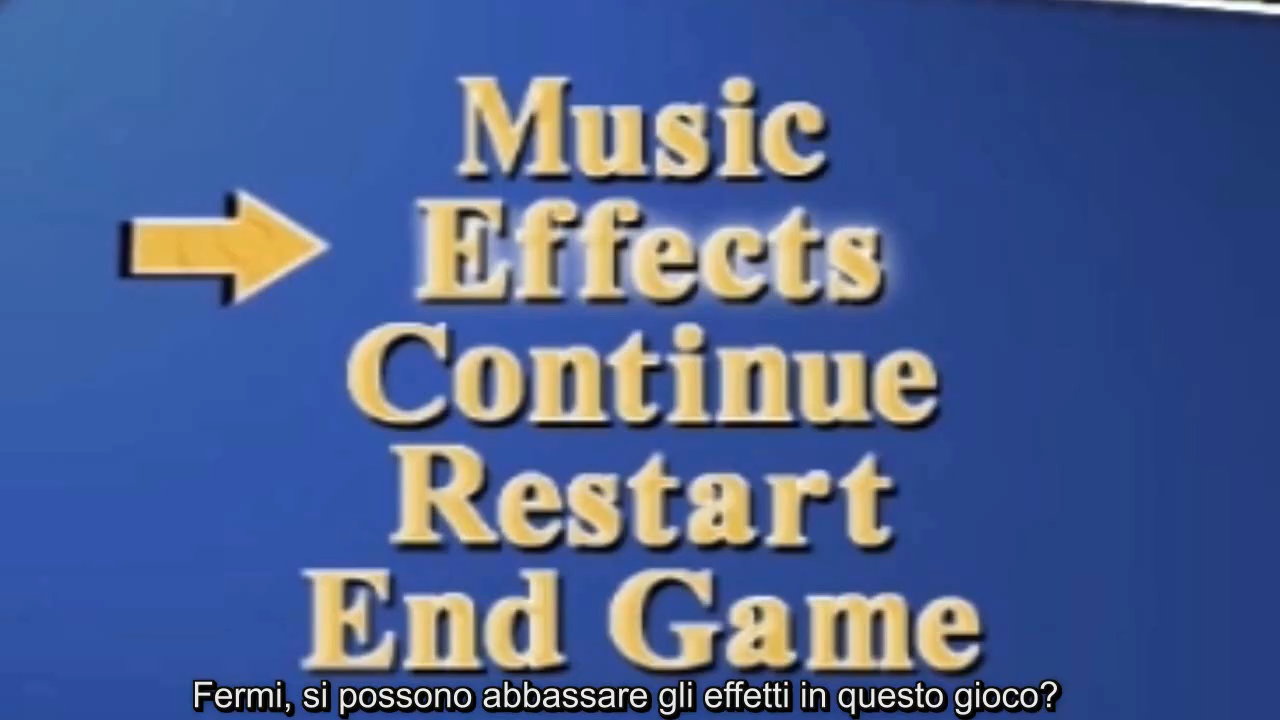 Music
Effects
Continue
Restart
End Game
Fermi, si possono abbassare gli effetti in questo gioco?